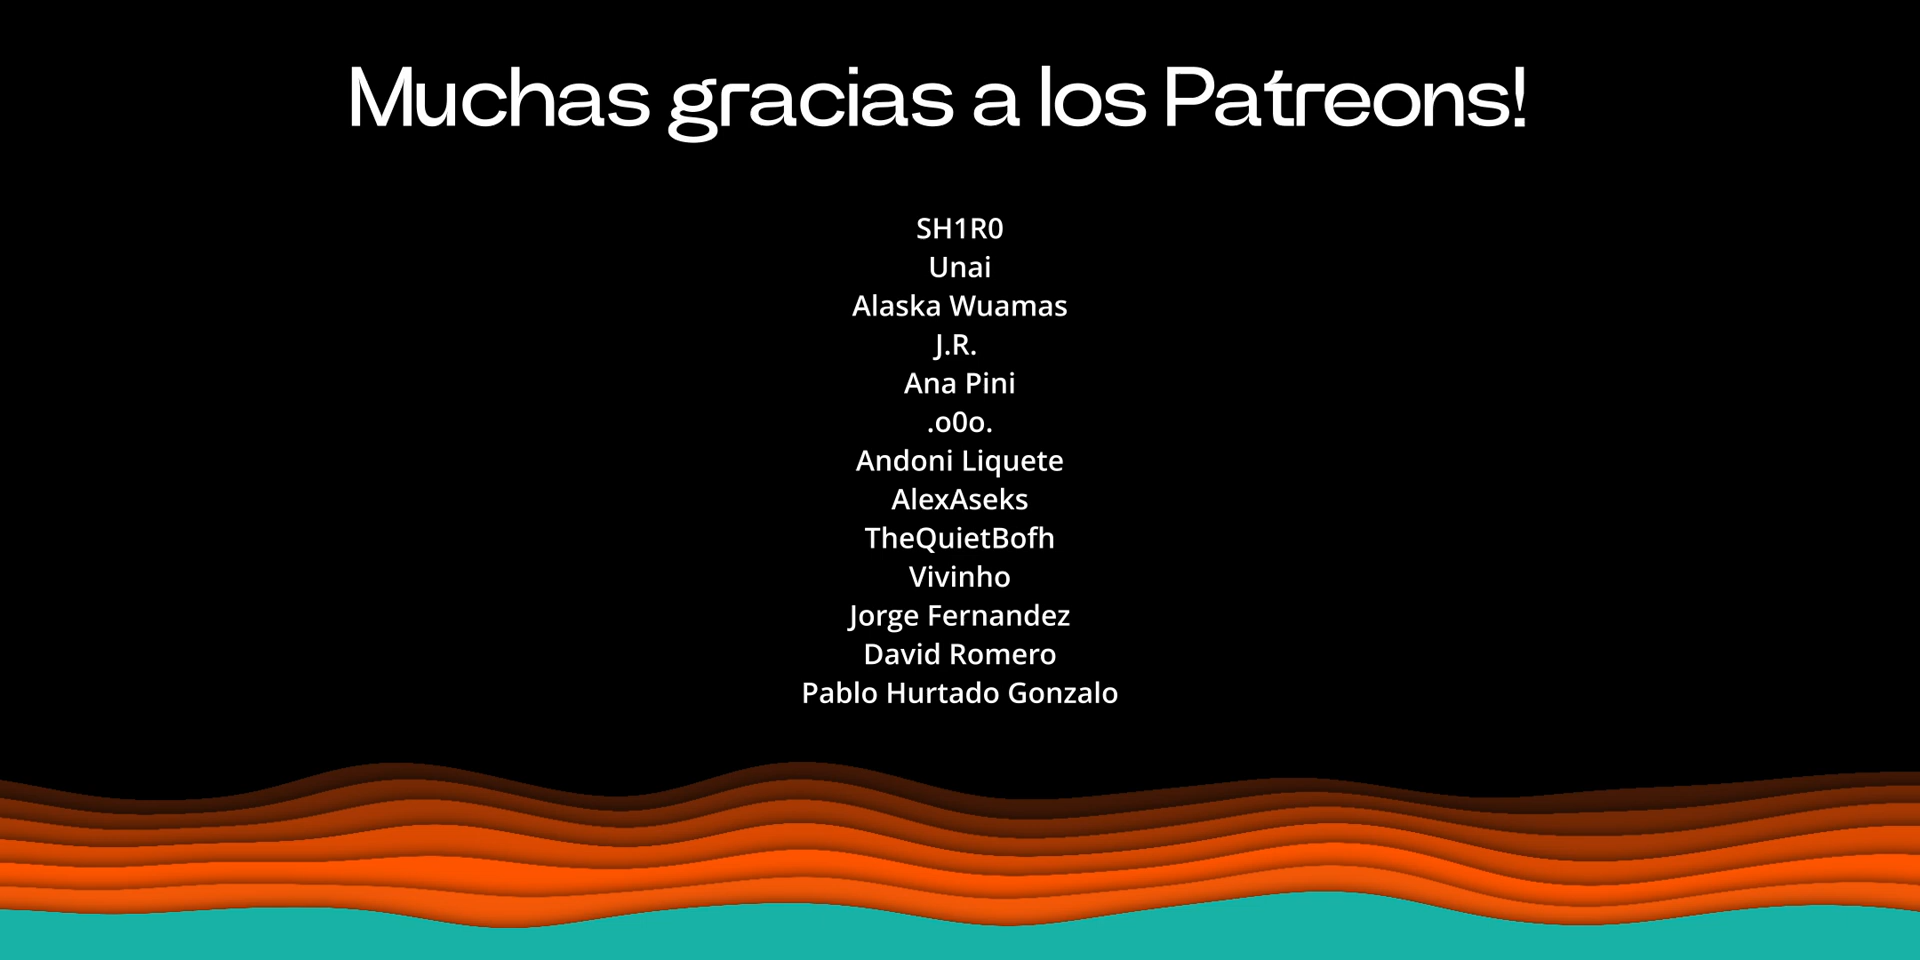 Muchas gracias a los Patreons!
SH1R0
Unai
Alaska Wuamas
J.R.
Ana Pini
.o0o.
Andoni Liquete
AlexAseks
TheQuietBofh
Vivinho
Jorge Fernandez
David Romero
Pablo Hurtado Gonzalo